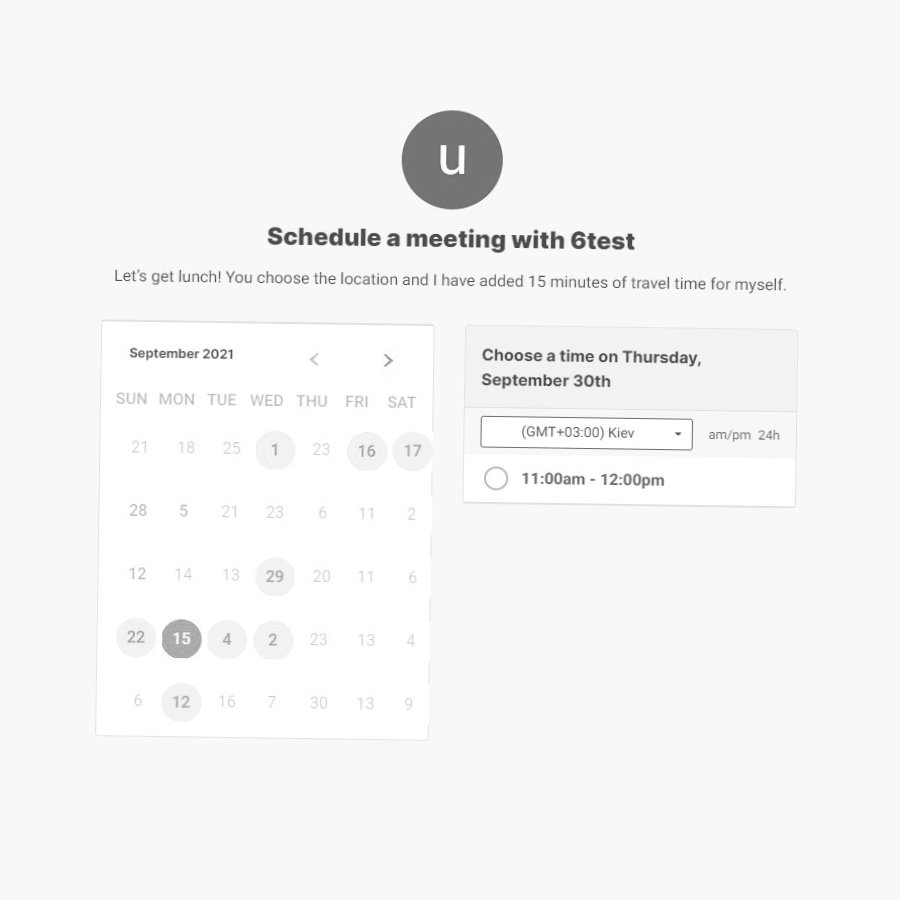 u
Schedule a meeting with 6test
Let's get lunch! You choose the location and I have added 15 minutes of travel time for myself.
September 2021
SUN MON TUE WED THU FRI SAT
21 18 25 1 23 16 17
28 5 21 23 6 11 2
12 14 13 29 20 11 6
22 15 4 2 23 13 4
6 12 16 7 30 13 9
Choose a time on Thursday,
September 30th
(GMT+03:00) Kiev am/pm 24h
11:00am - 12:00pm